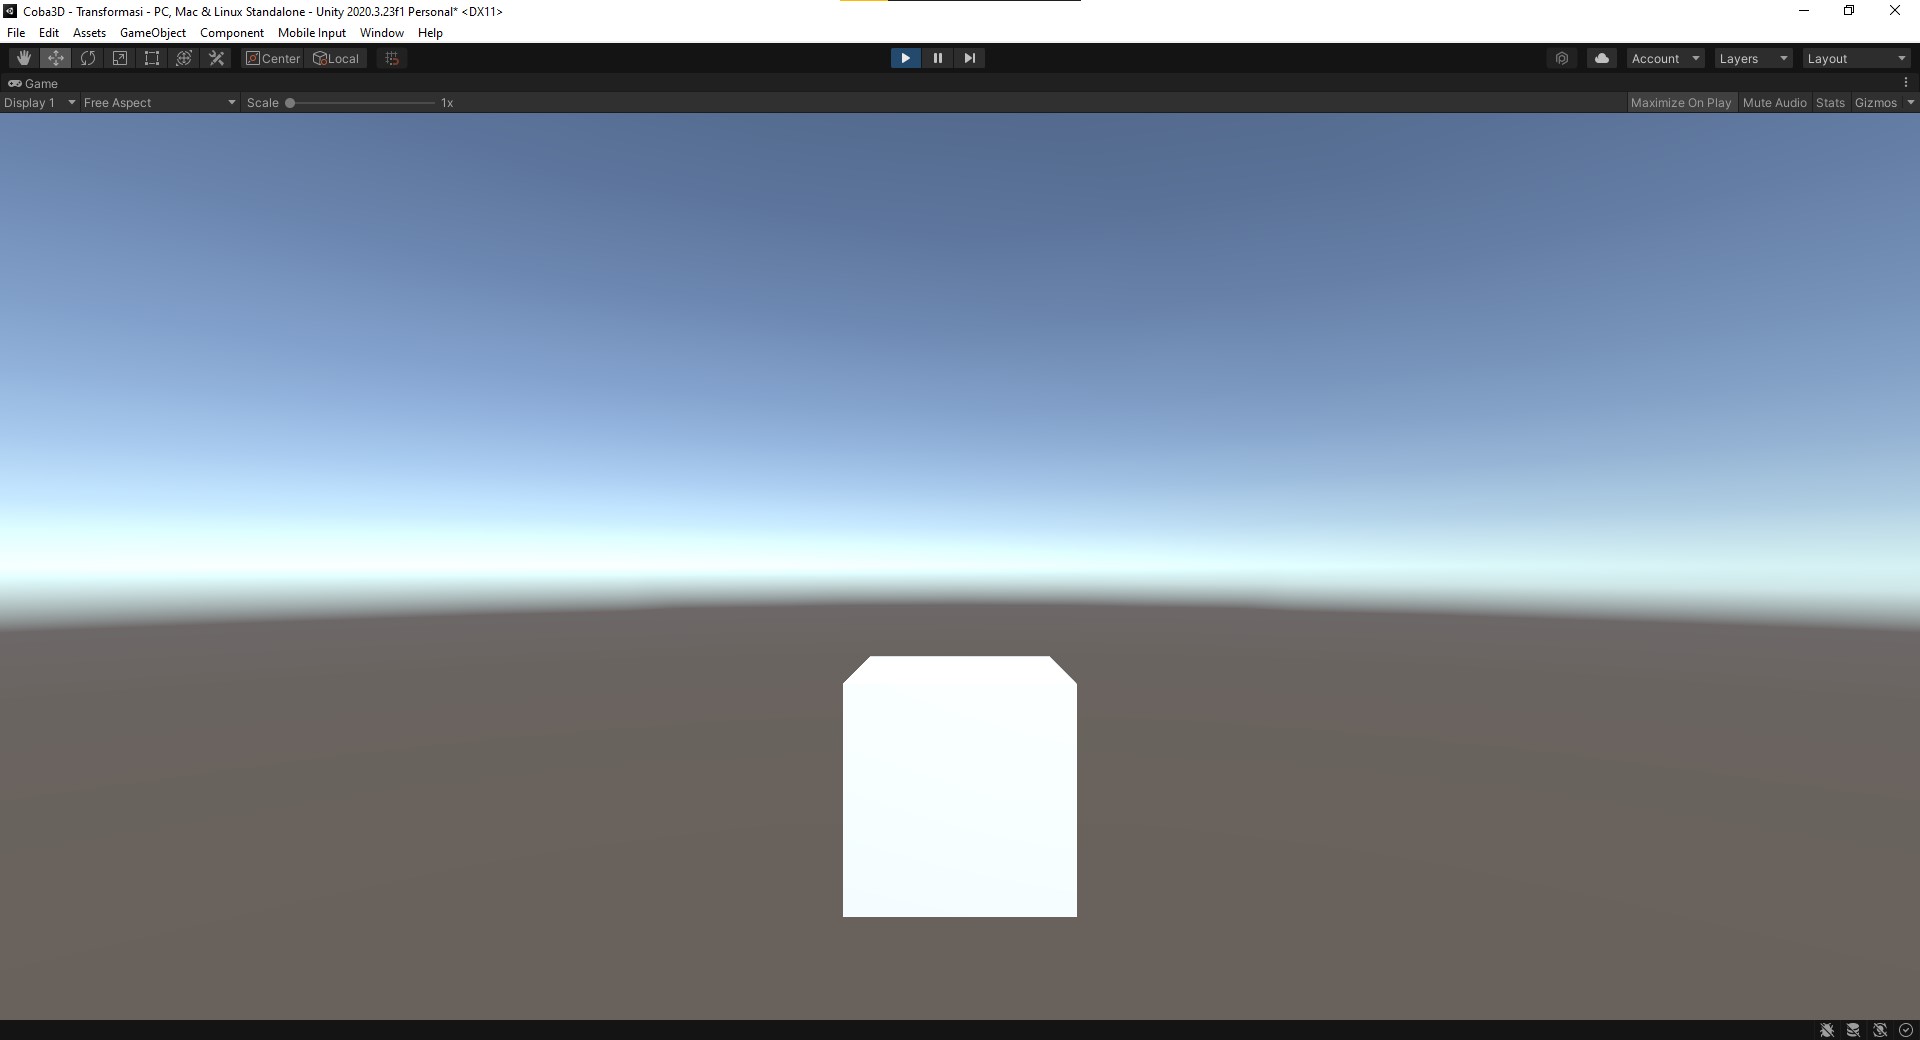 Coba3D - Transformasi - PC, Mac & Linux Standalone - Unity 2020.3.23f1 Personal* <DX11>
File Edit Assets GameObject Component Mobile Input Window Help
Center Local Account Layers Layout
Game
Display 1 Free Aspect Scale 1x Maximize On Play Mute Audio Stats Gizmos